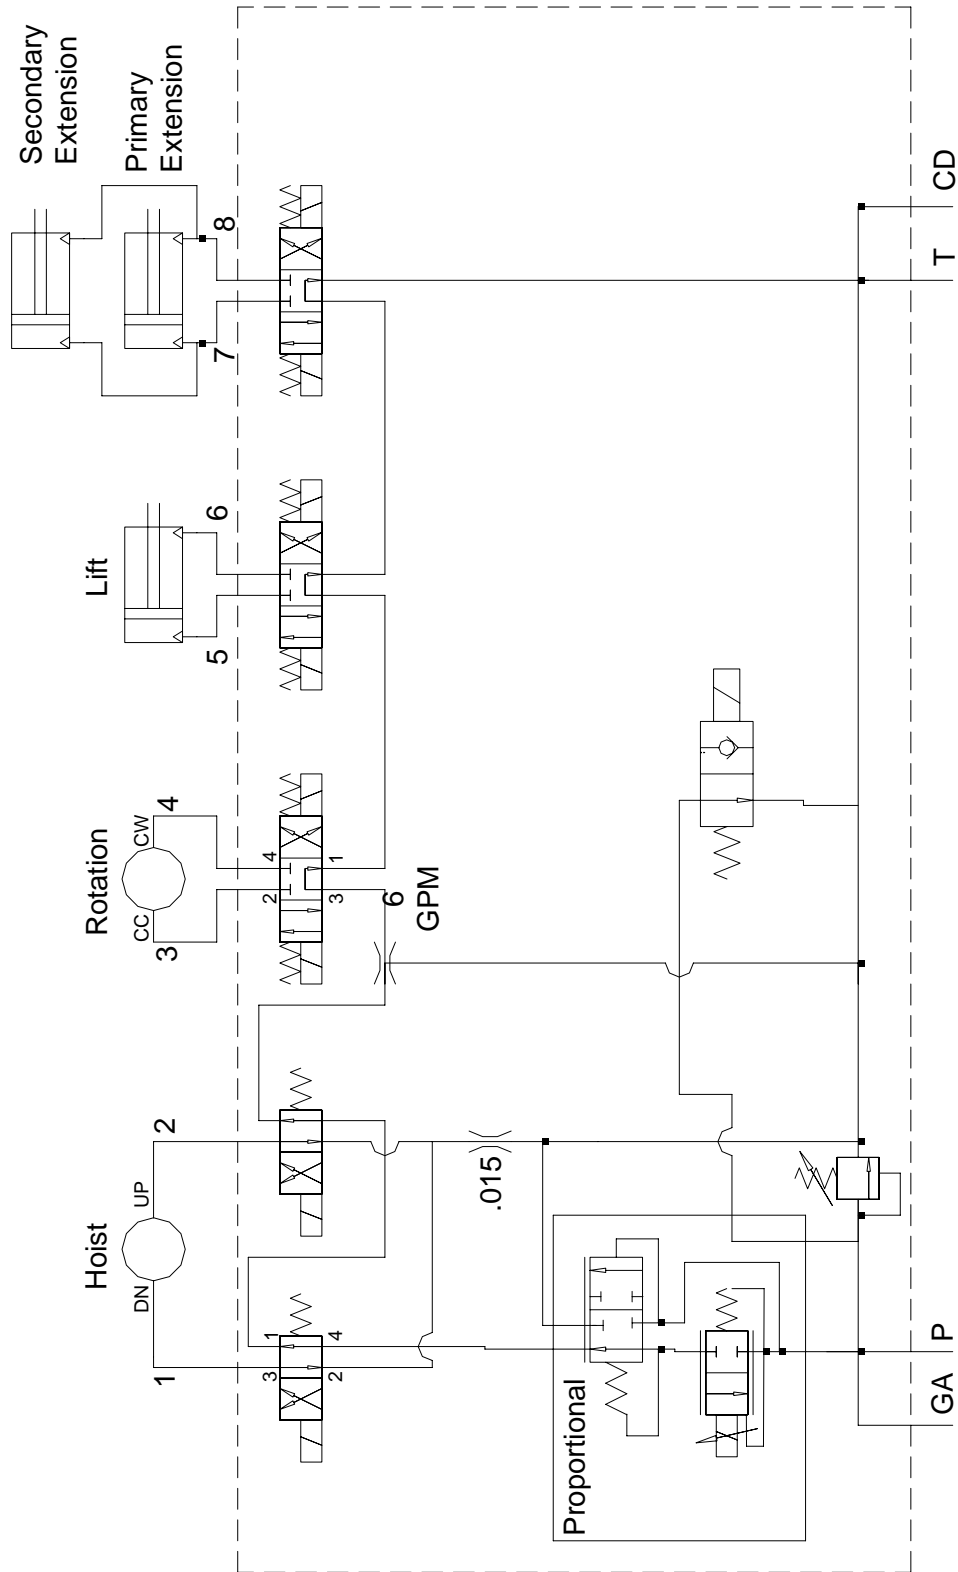 Hoist
DN
UP
1
2
Rotation
CC
CW
3
4
Lift
5
6
Secondary
Extension
Primary
Extension
7
8
3
1
2
4
2
4
3
1
6
GPM
.015
Proportional
GA
P
T
CD